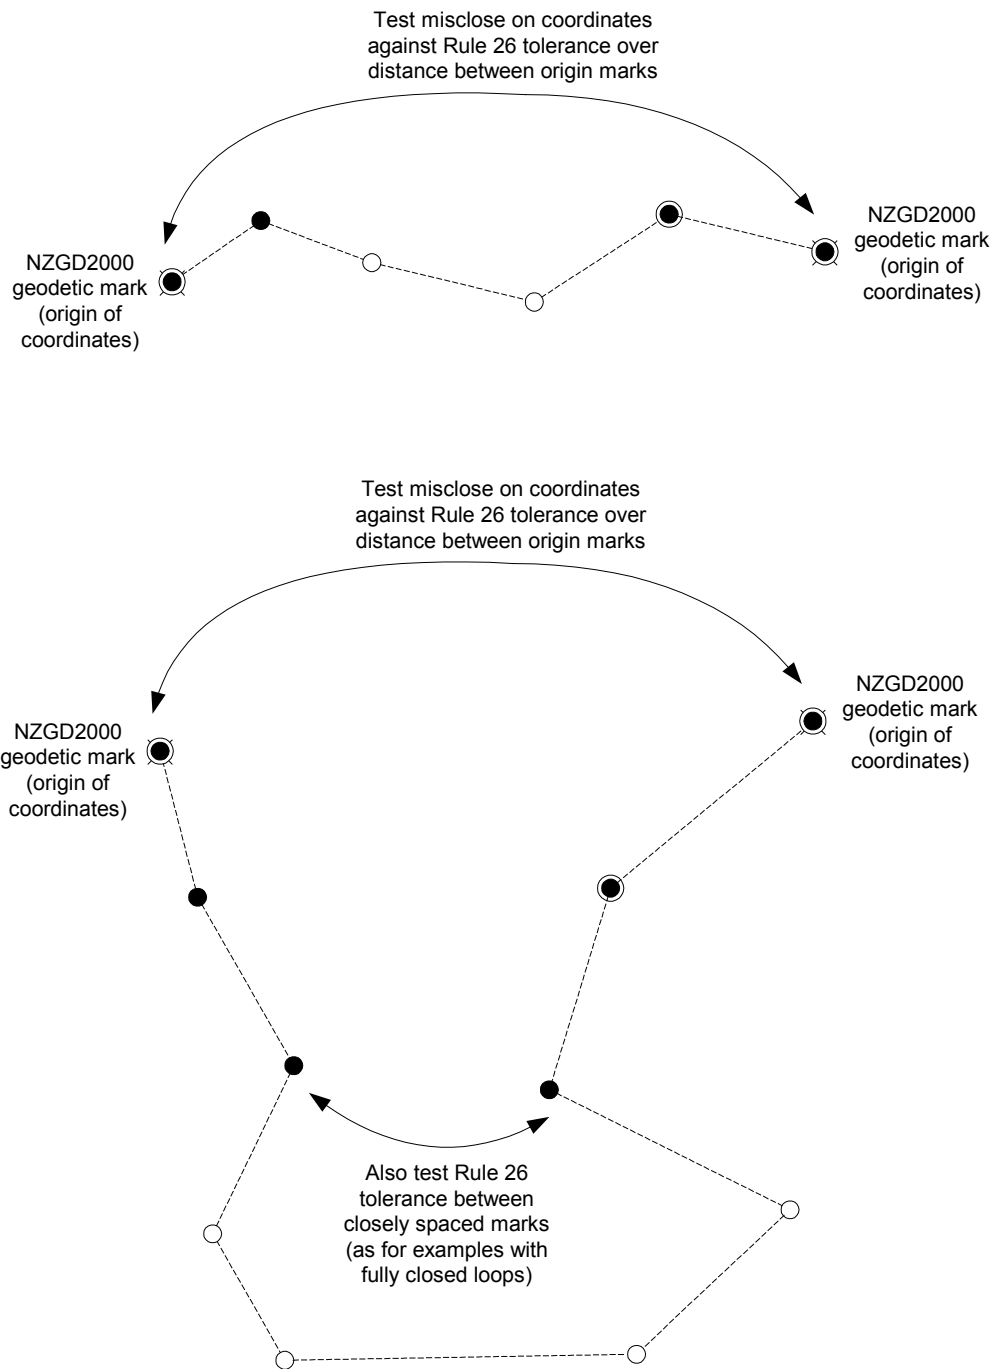 Test misclose on coordinates
against Rule 26 tolerance over
distance between origin marks
NZGD2000
geodetic mark
(origin of
coordinates)
NZGD2000
geodetic mark
(origin of
coordinates)
Test misclose on coordinates
against Rule 26 tolerance over
distance between origin marks
NZGD2000
geodetic mark
(origin of
coordinates)
NZGD2000
geodetic mark
(origin of
coordinates)
Also test Rule 26
tolerance between
closely spaced marks
(as for examples with
fully closed loops)